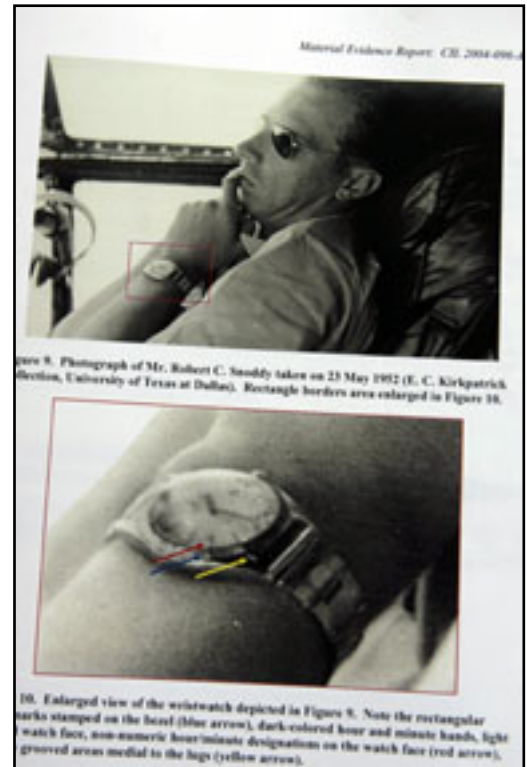 Material Evidence Report: CIL 2004-096-A
gure 9. Photograph of Mr. Robert C. Snoddy taken on 23 May 1952 (E. C. Kirkpatrick
llection, University of Texas at Dallas). Rectangle borders area enlarged in Figure 10.
10. Enlarged view of the wristwatch depicted in Figure 9. Note the rectangular
arks stamped on the bezel (blue arrow), dark-colored hour and minute hands, light
watch face, non-numeric hour/minute designations on the watch face (red arrow),
grooved areas medial to the lugs (yellow arrow).